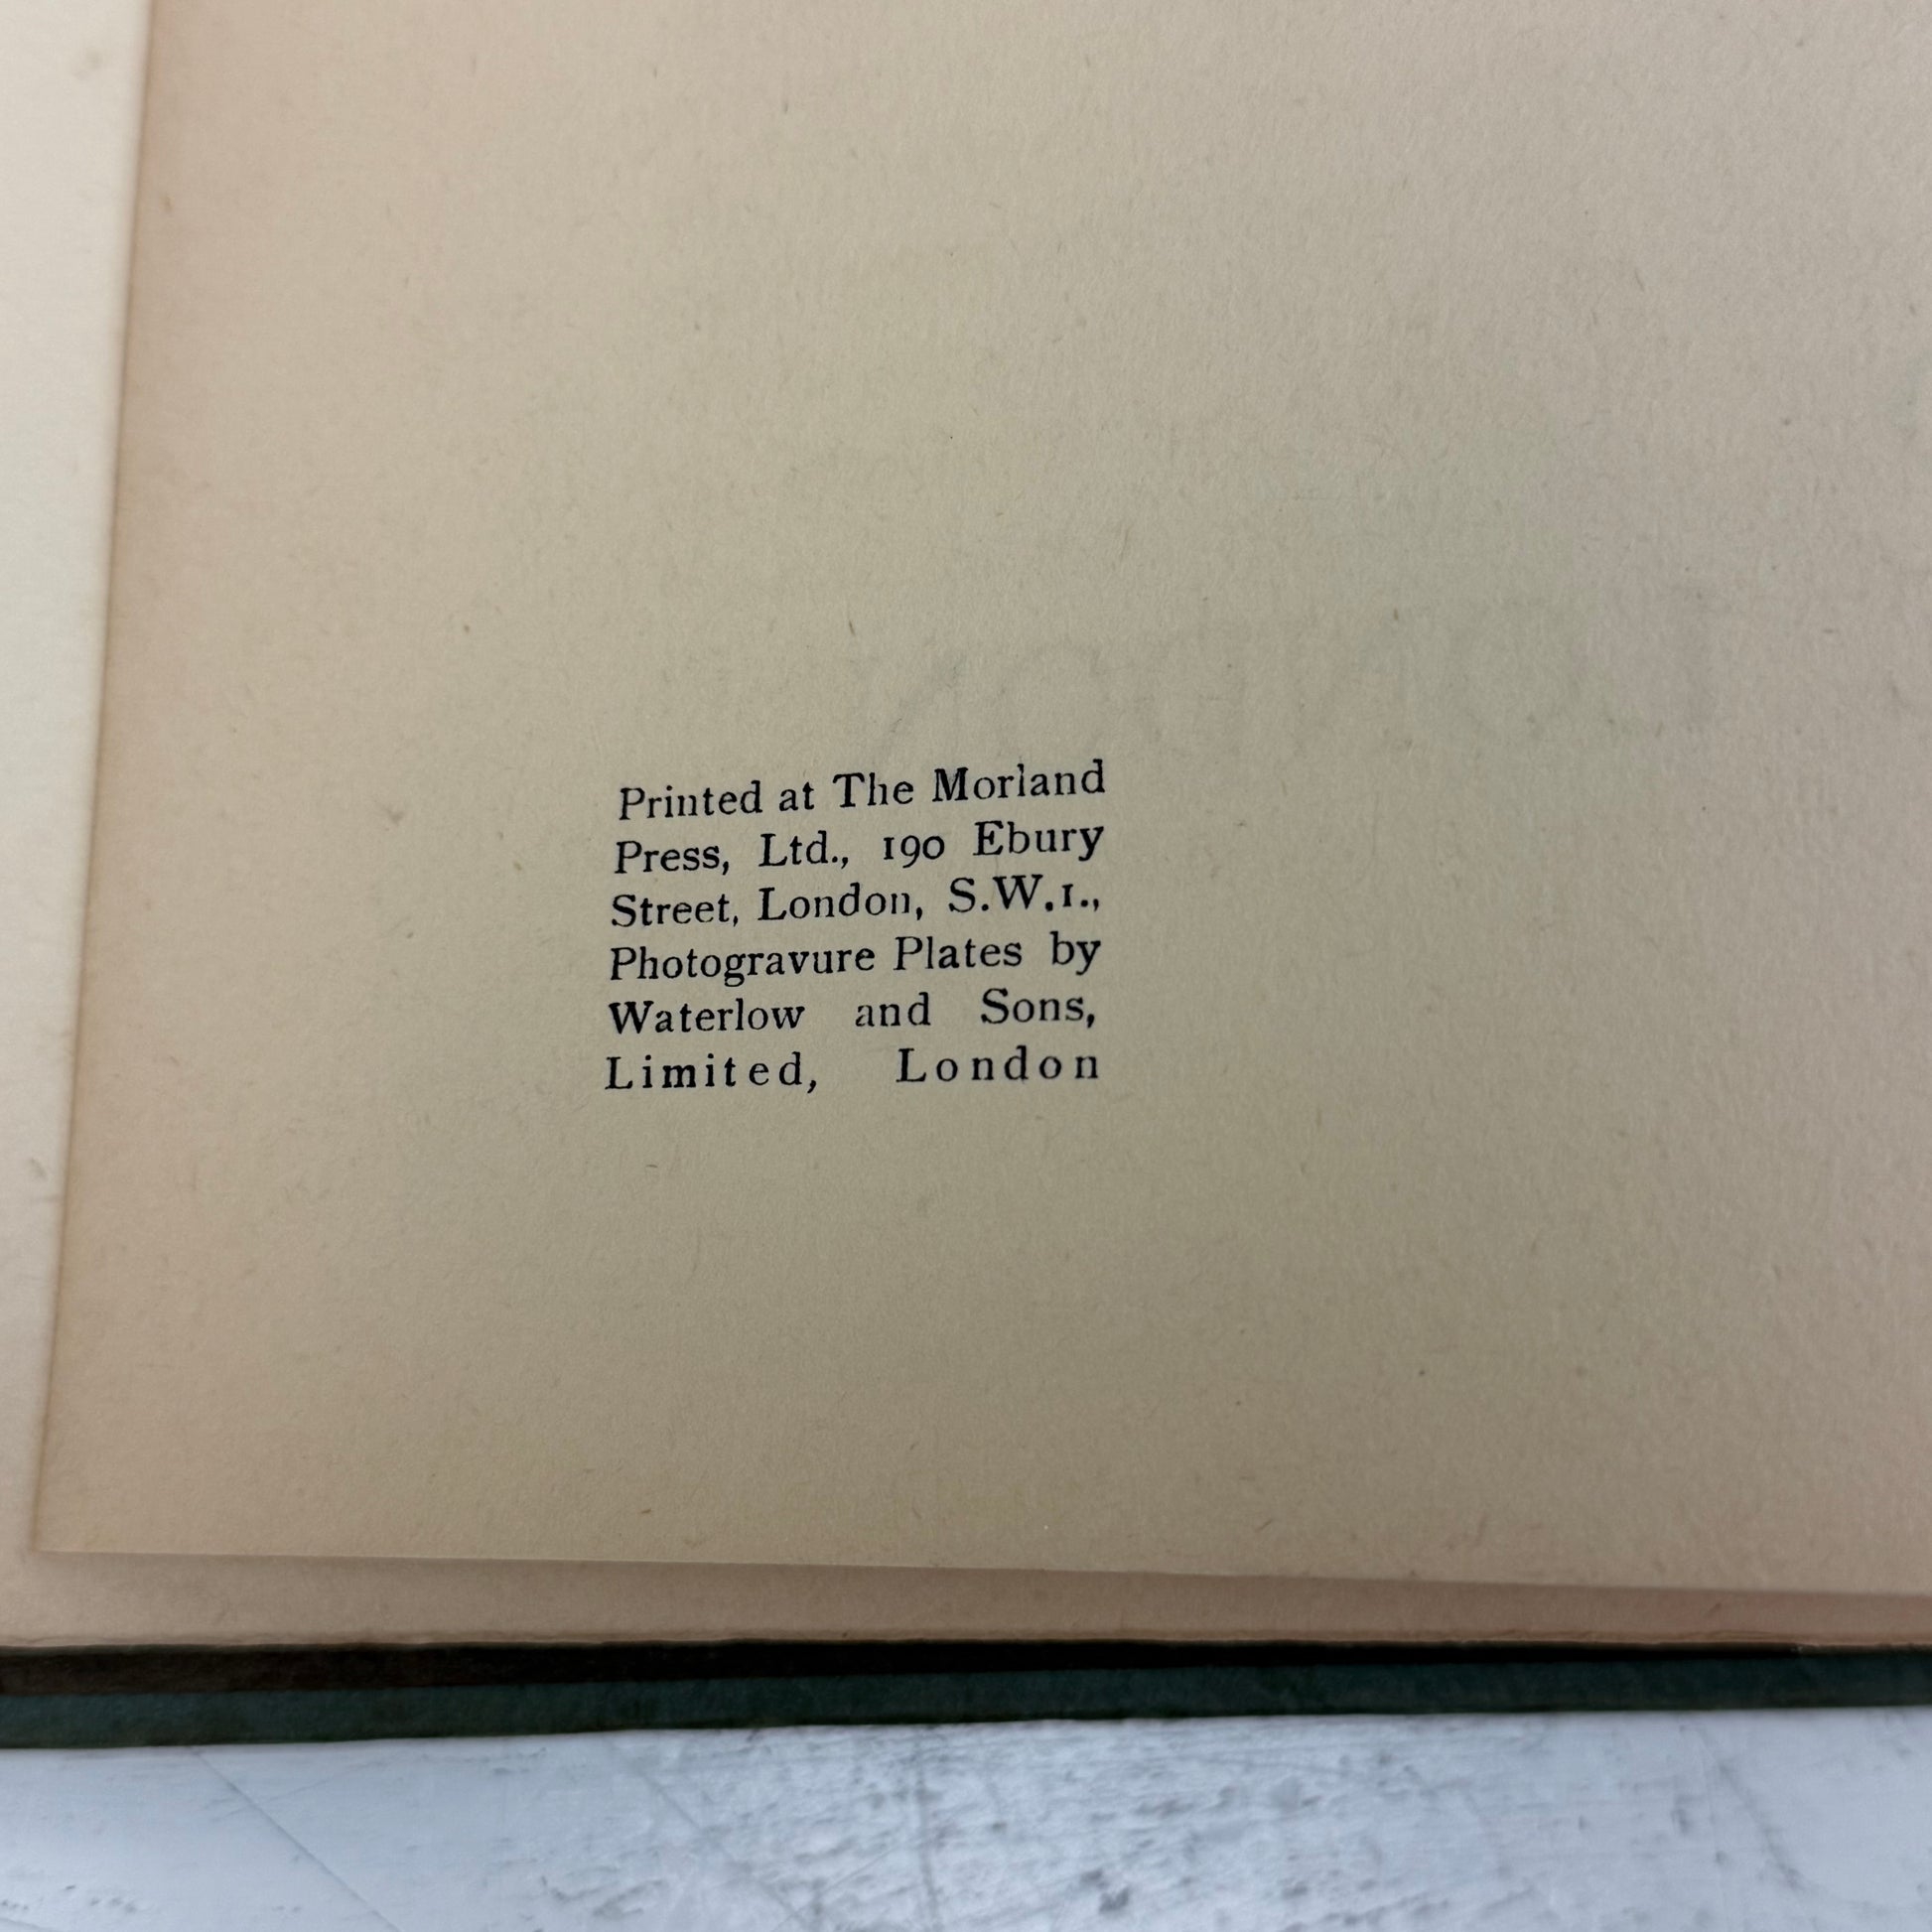 Printed at The Morland
Press, Ltd., 190 Ebury
Street, London, S.W.1.,
Photogravure Plates by
Waterlow and Sons,
Limited, London